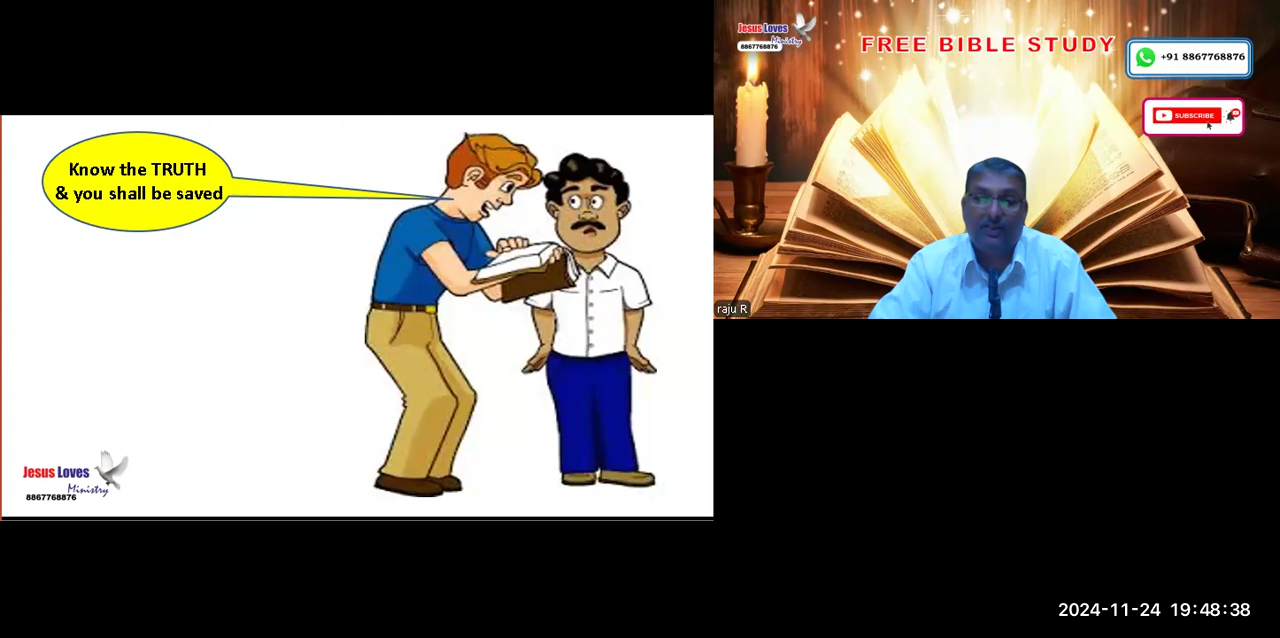 Know the TRUTH
& you shall be saved
Jesus Loves
Ministry
8867768876
Jesus Loves
Ministry
8867768876
FREE BIBLE STUDY
+91 8867768876
SUBSCRIBE
raju R
2024-11-24 19:48:38